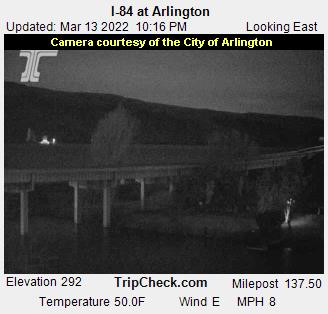 I-84 at Arlington
Updated: Mar 13 2022 10:16 PM Looking East
Camera courtesy of the City of Arlington
Elevation 292 TripCheck.com Milepost 137.50
Temperature 50.0F Wind E MPH 8